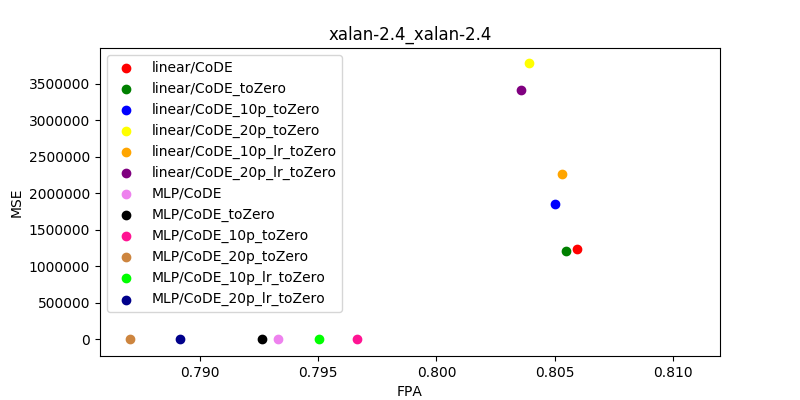 xalan-2.4_xalan-2.4
linear/CoDE
linear/CoDE_toZero
linear/CoDE_10p_toZero
linear/CoDE_20p_toZero
linear/CoDE_10p_lr_toZero
linear/CoDE_20p_lr_toZero
MLP/CoDE
MLP/CoDE_toZero
MLP/CoDE_10p_toZero
MLP/CoDE_20p_toZero
MLP/CoDE_10p_lr_toZero
MLP/CoDE_20p_lr_toZero
MSE
3500000
3000000
2500000
2000000
1500000
1000000
500000
0
0.790 0.795 0.800 0.805 0.810
FPA